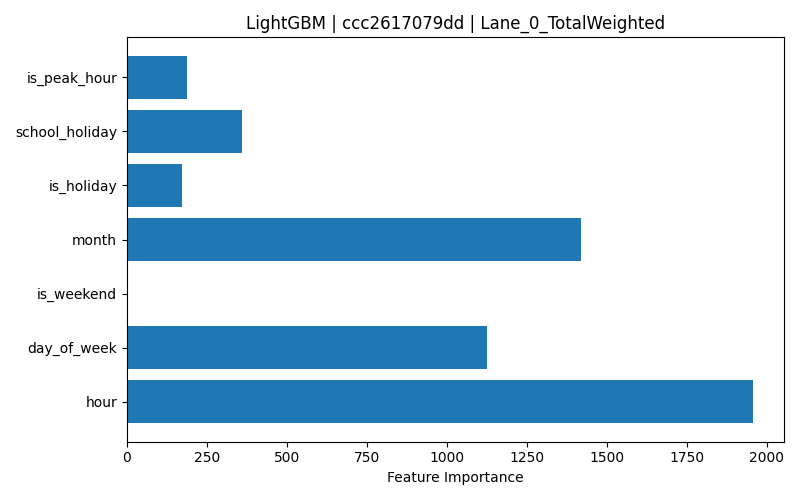 LightGBM | ccc2617079dd | Lane_0_TotalWeighted
is_peak_hour
school_holiday
is_holiday
month
is_weekend
day_of_week
hour
0 250 500 750 1000 1250 1500 1750 2000
Feature Importance